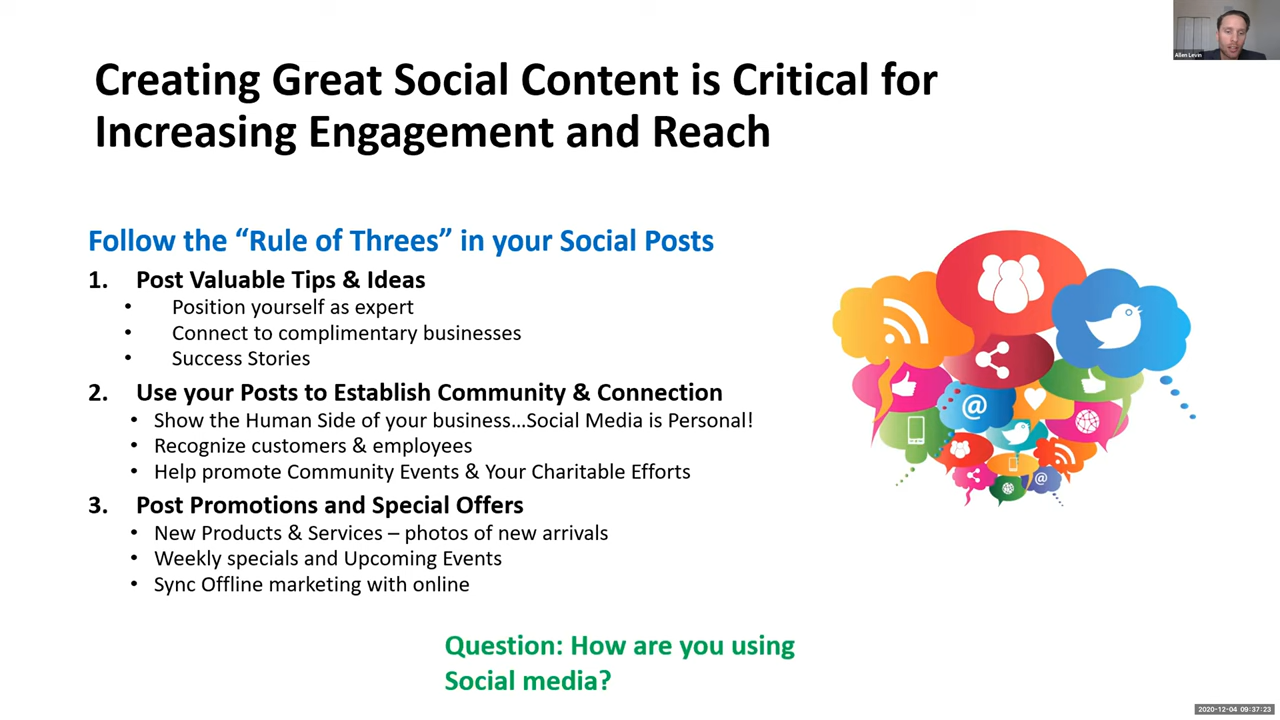 Allen Levin
Creating Great Social Content is Critical for
Increasing Engagement and Reach
Follow the “Rule of Threes” in your Social Posts
1. Post Valuable Tips & Ideas
• Position yourself as expert
• Connect to complimentary businesses
• Success Stories
2. Use your Posts to Establish Community & Connection
• Show the Human Side of your business...Social Media is Personal!
• Recognize customers & employees
• Help promote Community Events & Your Charitable Efforts
3. Post Promotions and Special Offers
• New Products & Services – photos of new arrivals
• Weekly specials and Upcoming Events
• Sync Offline marketing with online
@
@
Question: How are you using
Social media?
2020-12-04 09:37:23